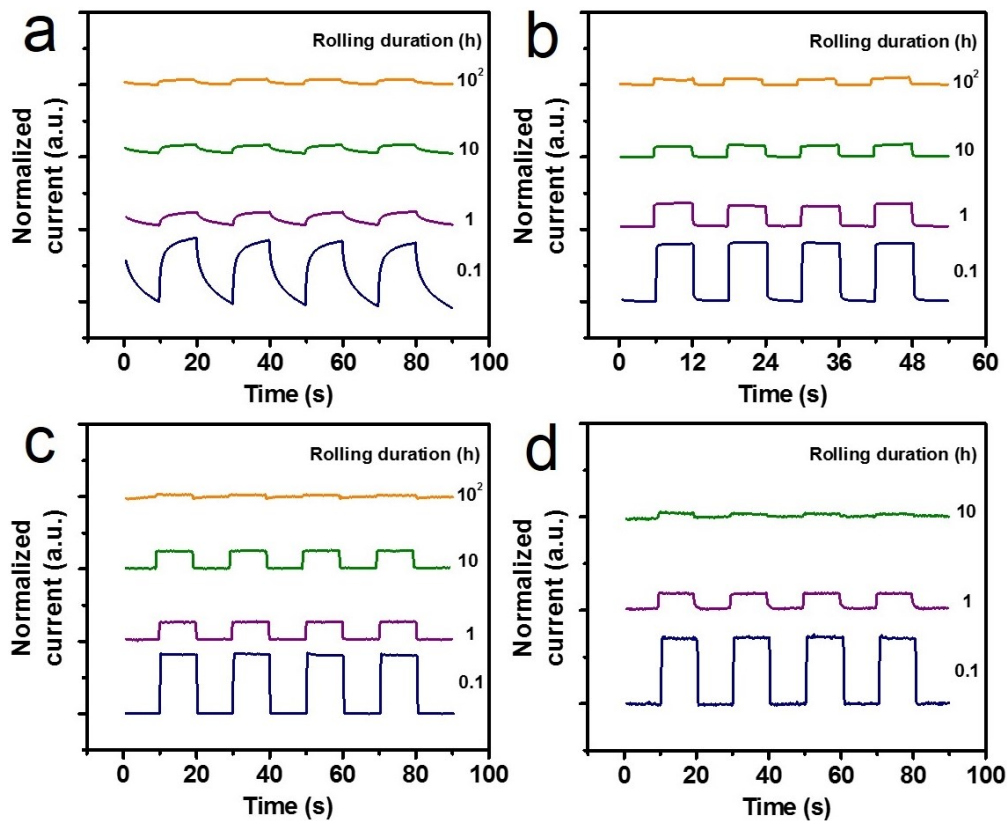 a
Rolling duration (h)
10²
10
1
0.1
Normalized
current (a.u.)
0 20 40 60 80 100
Time (s)
b
Rolling duration (h)
10²
10
1
0.1
Normalized
current (a.u.)
0 12 24 36 48 60
Time (s)
c
Rolling duration (h)
10²
10
1
0.1
Normalized
current (a.u.)
0 20 40 60 80 100
Time (s)
d
Rolling duration (h)
10
1
0.1
Normalized
current (a.u.)
0 20 40 60 80 100
Time (s)